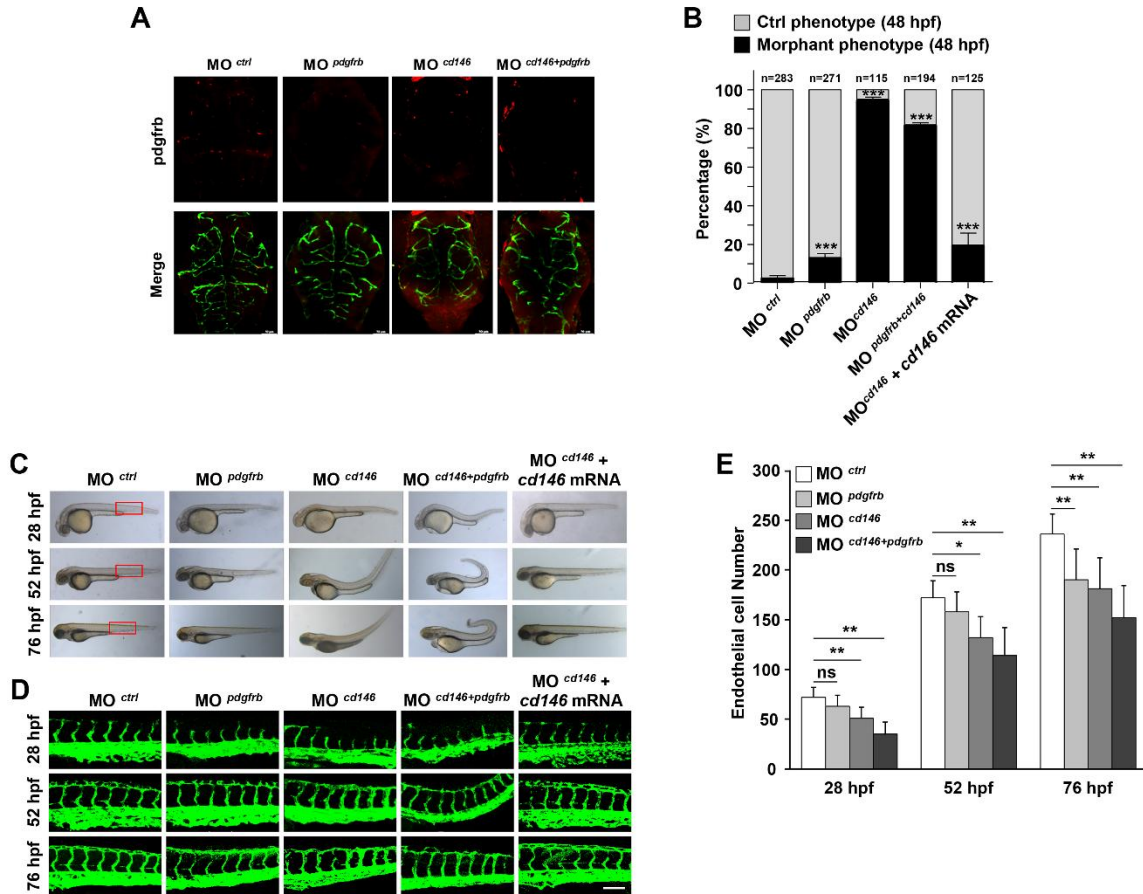 A
MO ctrl MO pdgfrb MO cd146 MO cd146+pdgfrb
pdgfrb
Merge
B
Ctrl phenotype (48 hpf)
Morphant phenotype (48 hpf)
n=283 n=271 n=115 n=194 n=125
Percentage (%)
100
80
60
40
20
0
*** *** *** ***
MO ctrl
MO pdgfrb
MOcd146
MO pdgfrb+cd146
MOcd146 + cd146 mRNA
C
MO ctrl MO pdgfrb MO cd146 MO cd146+pdgfrb MO cd146 +
cd146 mRNA
28 hpf
52 hpf
76 hpf
D
MO ctrl MO pdgfrb MO cd146 MO cd146+pdgfrb MO cd146 +
cd146 mRNA
28 hpf
52 hpf
76 hpf
E
MO ctrl
MO pdgfrb
MO cd146
MO cd146+pdgfrb
Endothelial cell Number
300
250
200
150
100
50
0
**
**
ns
**
*
ns
**
**
**
28 hpf 52 hpf 76 hpf